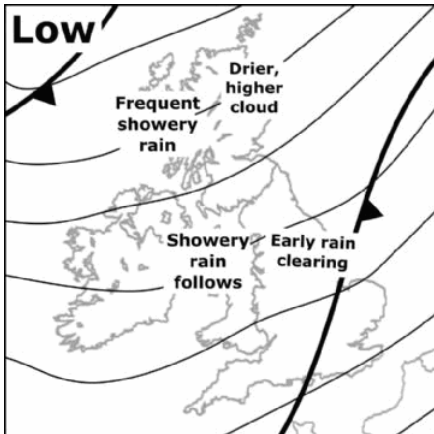 Low
Drier,
higher
cloud
Frequent
showery
rain
Showery
rain
follows
Early rain
clearing